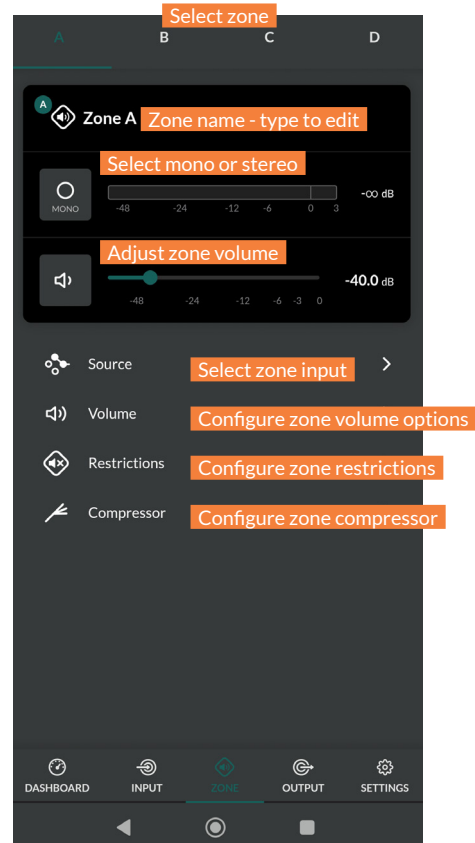 Select zone
A B C D
A
Zone A Zone name - type to edit
Select mono or stereo
MONO
-∞ dB
-48 -24 -12 -6 0 3
Adjust zone volume
-40.0 dB
-48 -24 -12 -6 -3 0
Source Select zone input
Volume Configure zone volume options
Restrictions Configure zone restrictions
Compressor Configure zone compressor
DASHBOARD INPUT ZONE OUTPUT SETTINGS